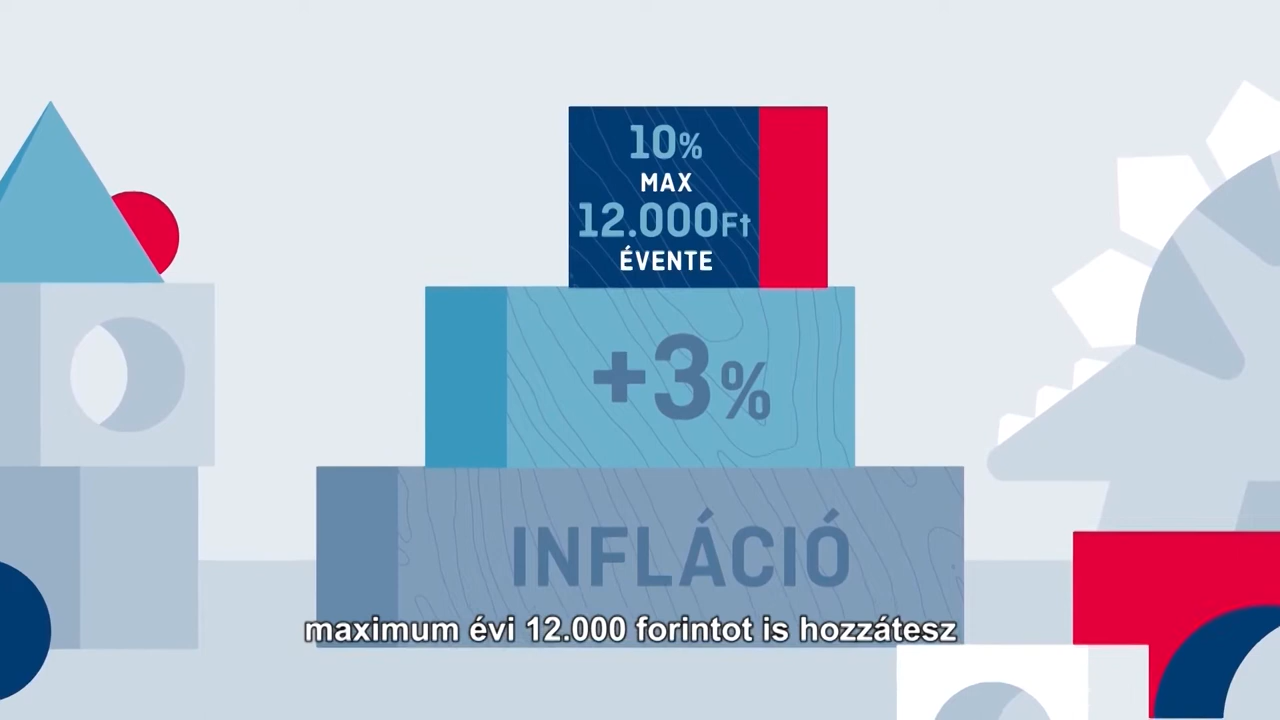 10%
MAX
12.000Ft
ÉVENTE
+3%
INFLÁCIÓ
maximum évi 12.000 forintot is hozzátesz